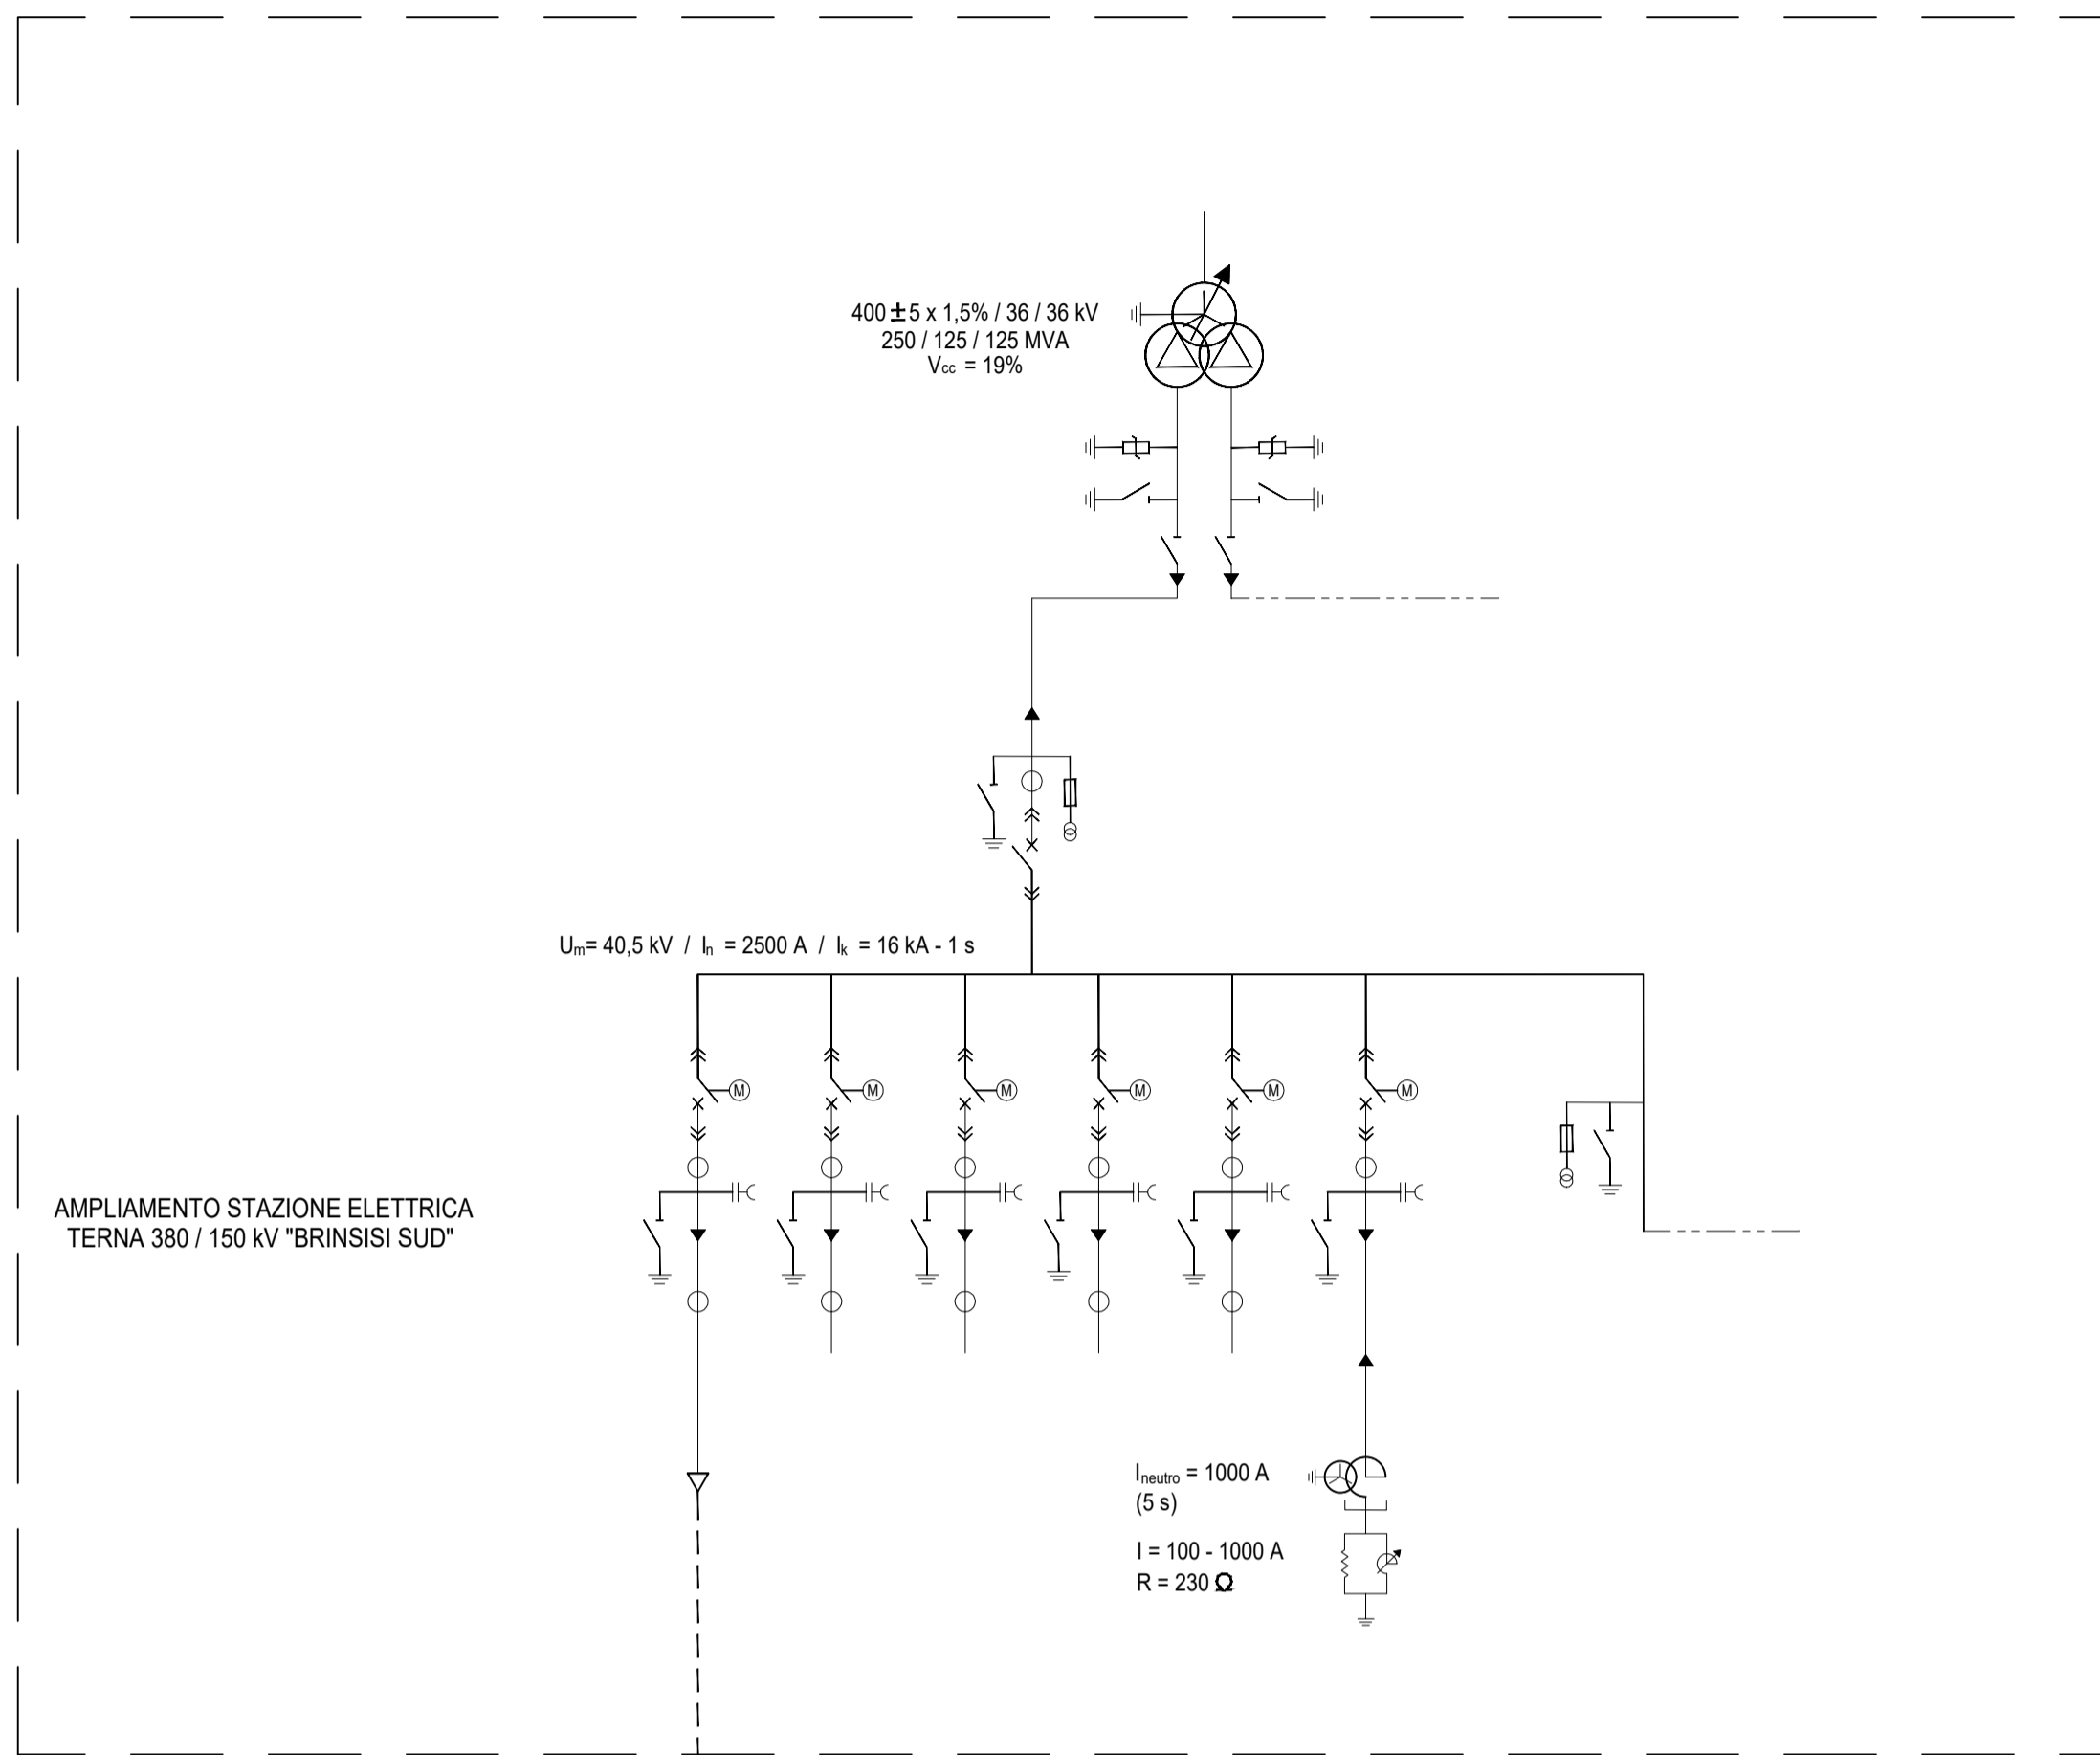 400 ± 5 x 1,5% / 36 / 36 kV
250 / 125 / 125 MVA
Vcc = 19%
Um= 40,5 kV / In = 2500 A / Ik = 16 kA - 1 s
M M M M M M
AMPLIAMENTO STAZIONE ELETTRICA
TERNA 380 / 150 kV "BRINSISI SUD"
Ineutro = 1000 A
(5 s)
I = 100 - 1000 A
R = 230 Ω